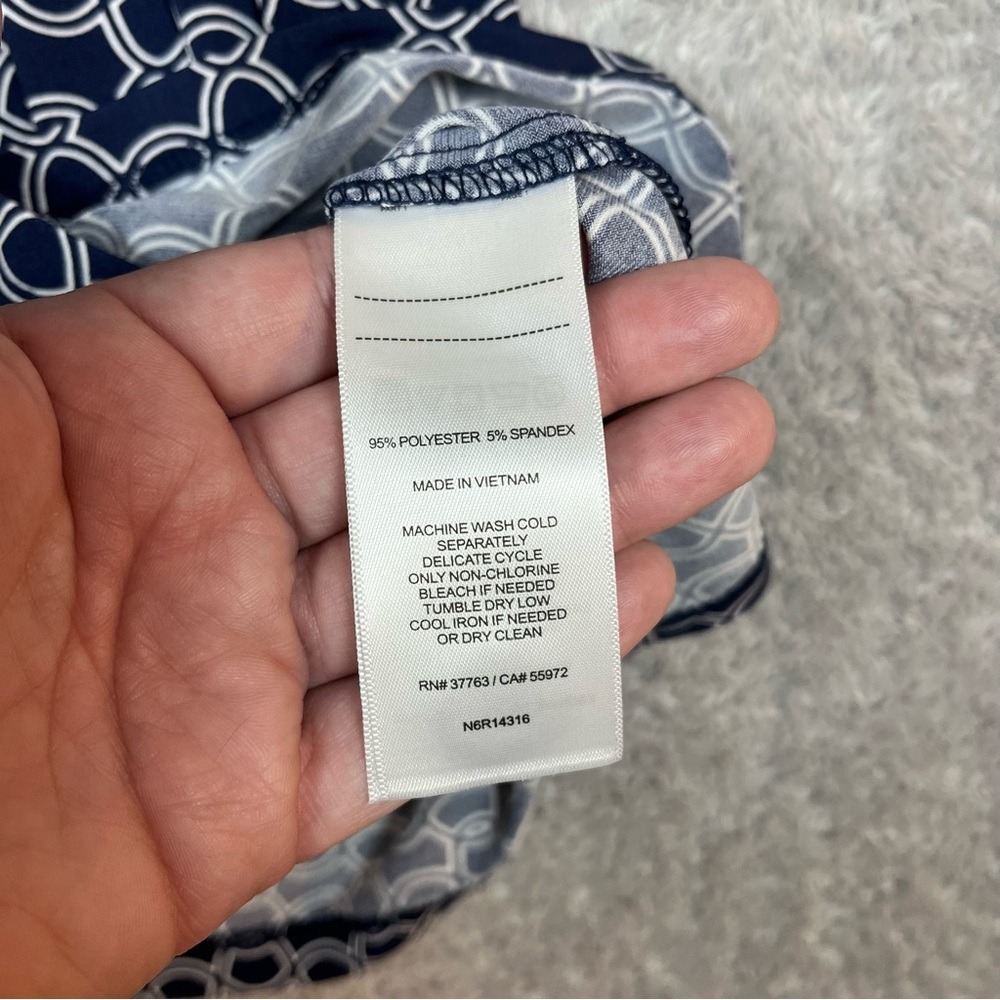 95% POLYESTER 5% SPANDEX
MADE IN VIETNAM
MACHINE WASH COLD
SEPARATELY
DELICATE CYCLE
ONLY NON-CHLORINE
BLEACH IF NEEDED
TUMBLE DRY LOW
COOL IRON IF NEEDED
OR DRY CLEAN
RN# 37763 / CA# 55972
N6R14316